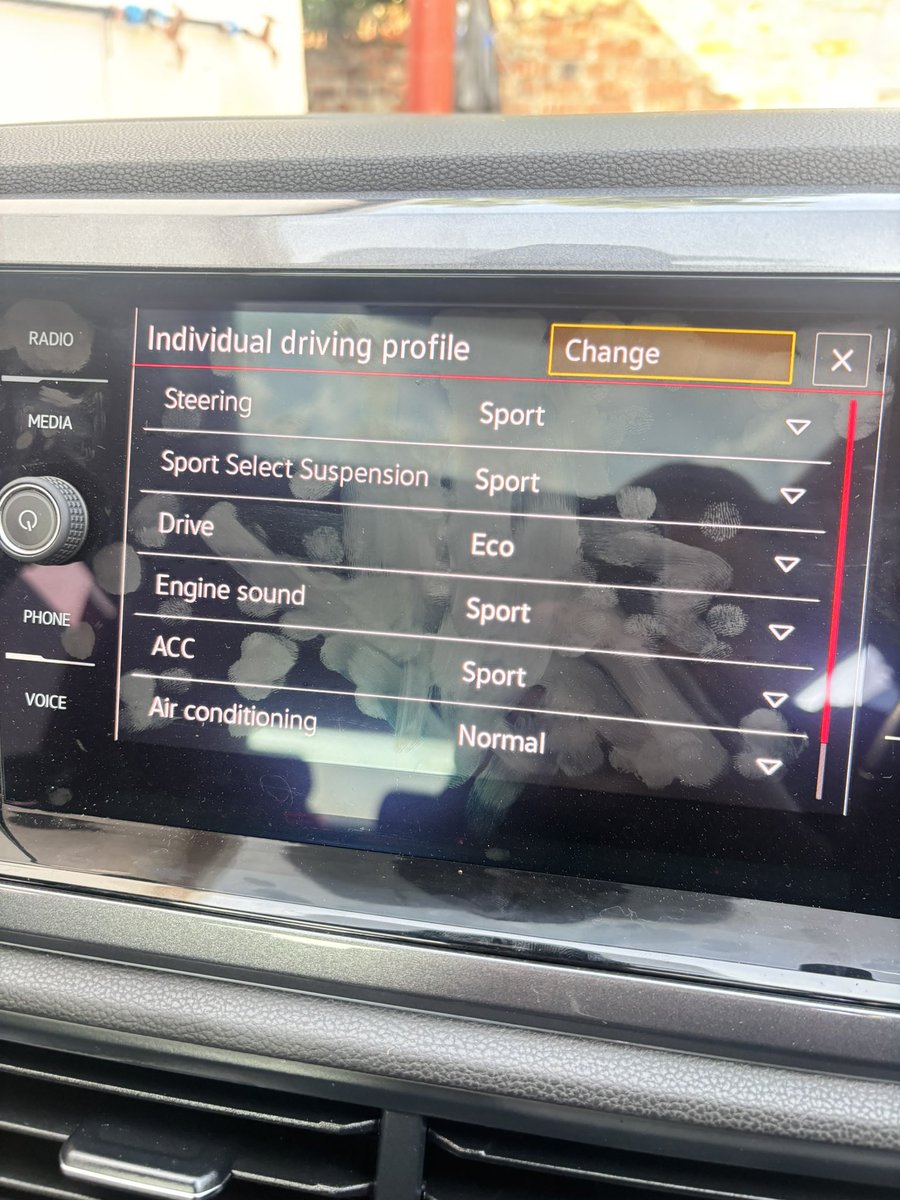 RADIO
MEDIA
PHONE
VOICE
Individual driving profile Change
Steering Sport
Sport Select Suspension Sport
Drive Eco
Engine sound Sport
ACC Sport
Air conditioning Normal